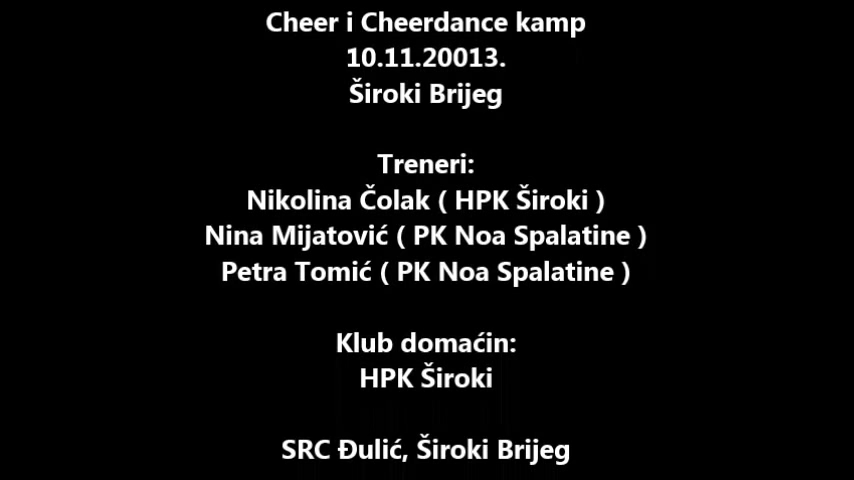 Cheer i Cheerdance kamp
10.11.20013.
Široki Brijeg
Treneri:
Nikolina Čolak ( HPK Široki )
Nina Mijatović ( PK Noa Spalatine )
Petra Tomić ( PK Noa Spalatine )
Klub domaćin:
HPK Široki
SRC Đulić, Široki Brijeg